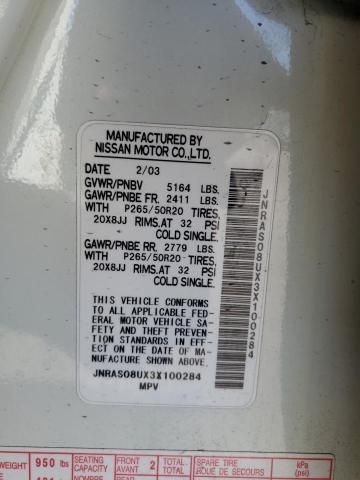 MANUFACTURED BY
NISSAN MOTOR CO.,LTD.
DATE 2/03
GVWR/PNBV 5164 LBS.
GAWR/PNBE FR. 2411 LBS.
WITH P265/50R20 TIRES,
20X8JJ RIMS,AT 32 PSI
COLD SINGLE.
GAWR/PNBE RR. 2779 LBS.
WITH P265/50R20 TIRES,
20X8JJ RIMS,AT 32 PSI
COLD SINGLE.
THIS VEHICLE CONFORMS TO
ALL APPLICABLE FED-
ERAL MOTOR VEHICLE SA-
FETY AND THEFT PREVEN-
TION STANDARDS IN EFF-
ECT ON THE DATE OF MA-
NUFACTURE SHOWN ABOVE.
JNRAS08UX3X100284
MPV
JNRAS08UX3X100284
WEIGHT 950 lbs SEATING CAPACITY FRONT AVANT 2 TOTAL TOTAL SPARE TIRE kPa (psi)